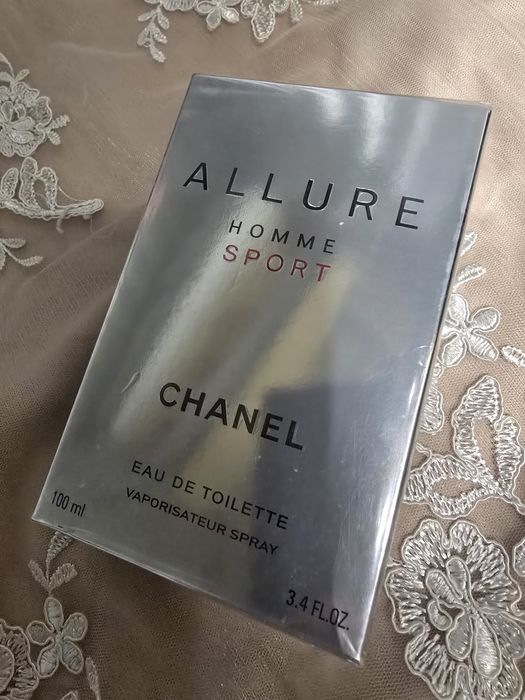 ALLURE
HOMME
SPORT
CHANEL
EAU DE TOILETTE
VAPORISATEUR SPRAY
100 ml
3.4 FL.OZ.